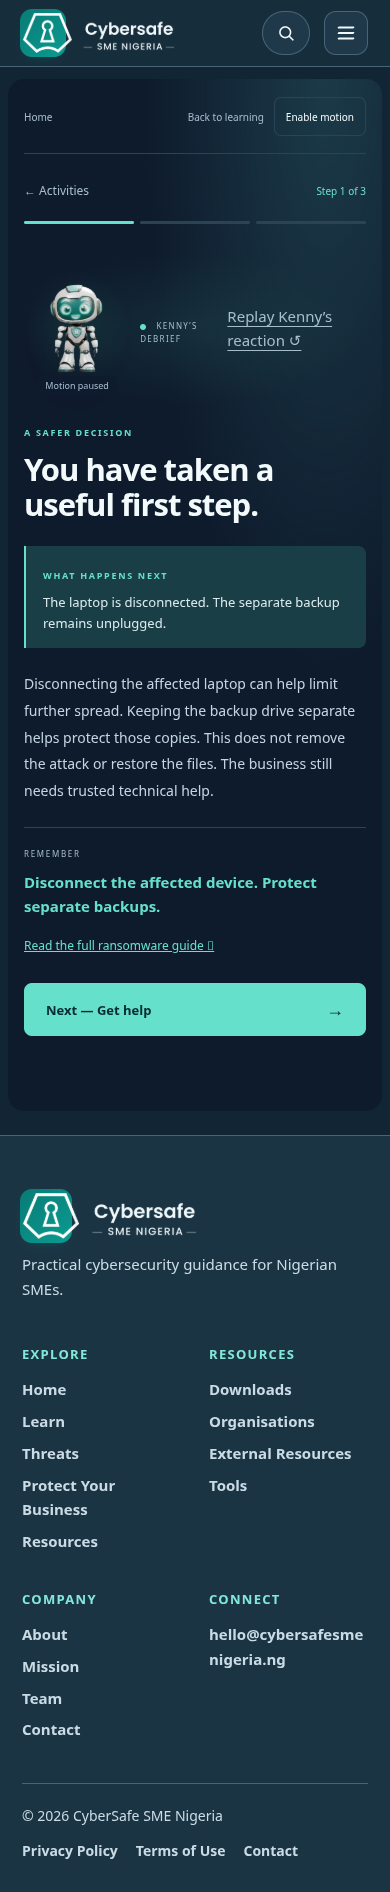 Cybersafe
SME NIGERIA
Home
Back to learning
Enable motion
← Activities
Step 1 of 3
KENNY'S
DEBRIEF
Replay Kenny’s
reaction ↺
Motion paused
A SAFER DECISION
You have taken a
useful first step.
WHAT HAPPENS NEXT
The laptop is disconnected. The separate backup
remains unplugged.
Disconnecting the affected laptop can help limit
further spread. Keeping the backup drive separate
helps protect those copies. This does not remove
the attack or restore the files. The business still
needs trusted technical help.
REMEMBER
Disconnect the affected device. Protect
separate backups.
Read the full ransomware guide
Next — Get help →
Cybersafe
SME NIGERIA
Practical cybersecurity guidance for Nigerian
SMEs.
EXPLORE
Home
Learn
Threats
Protect Your
Business
Resources
RESOURCES
Downloads
Organisations
External Resources
Tools
COMPANY
About
Mission
Team
Contact
CONNECT
hello@cybersafesme
nigeria.ng
© 2026 CyberSafe SME Nigeria
Privacy Policy Terms of Use Contact